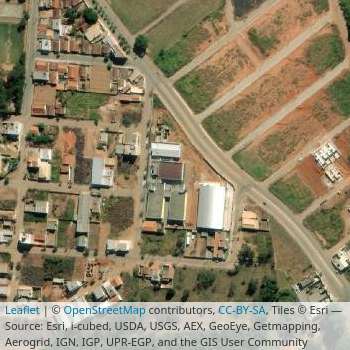 Leaflet | © OpenStreetMap contributors, CC-BY-SA, Tiles © Esri —
Source: Esri, i-cubed, USDA, USGS, AEX, GeoEye, Getmapping,
Aerogrid, IGN, IGP, UPR-EGP, and the GIS User Community